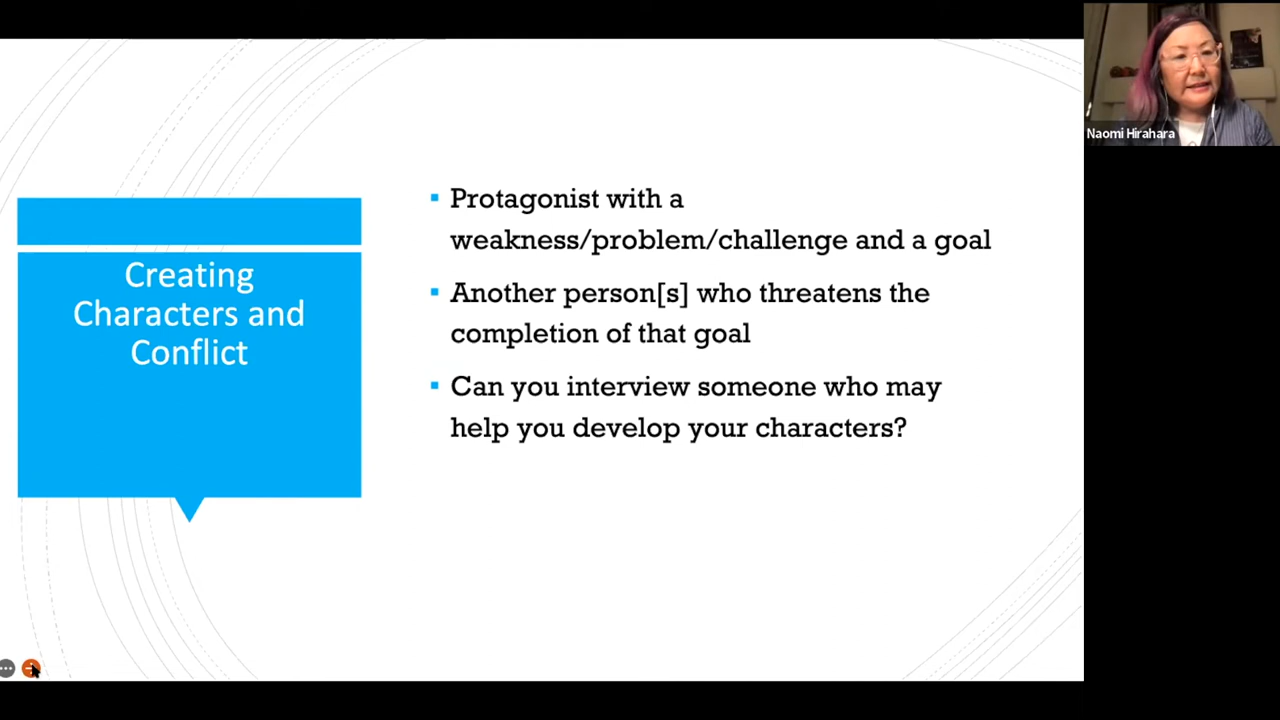 Creating
Characters and
Conflict
Protagonist with a
weakness/problem/challenge and a goal
Another person[s] who threatens the
completion of that goal
Can you interview someone who may
help you develop your characters?
Naomi Hirahara